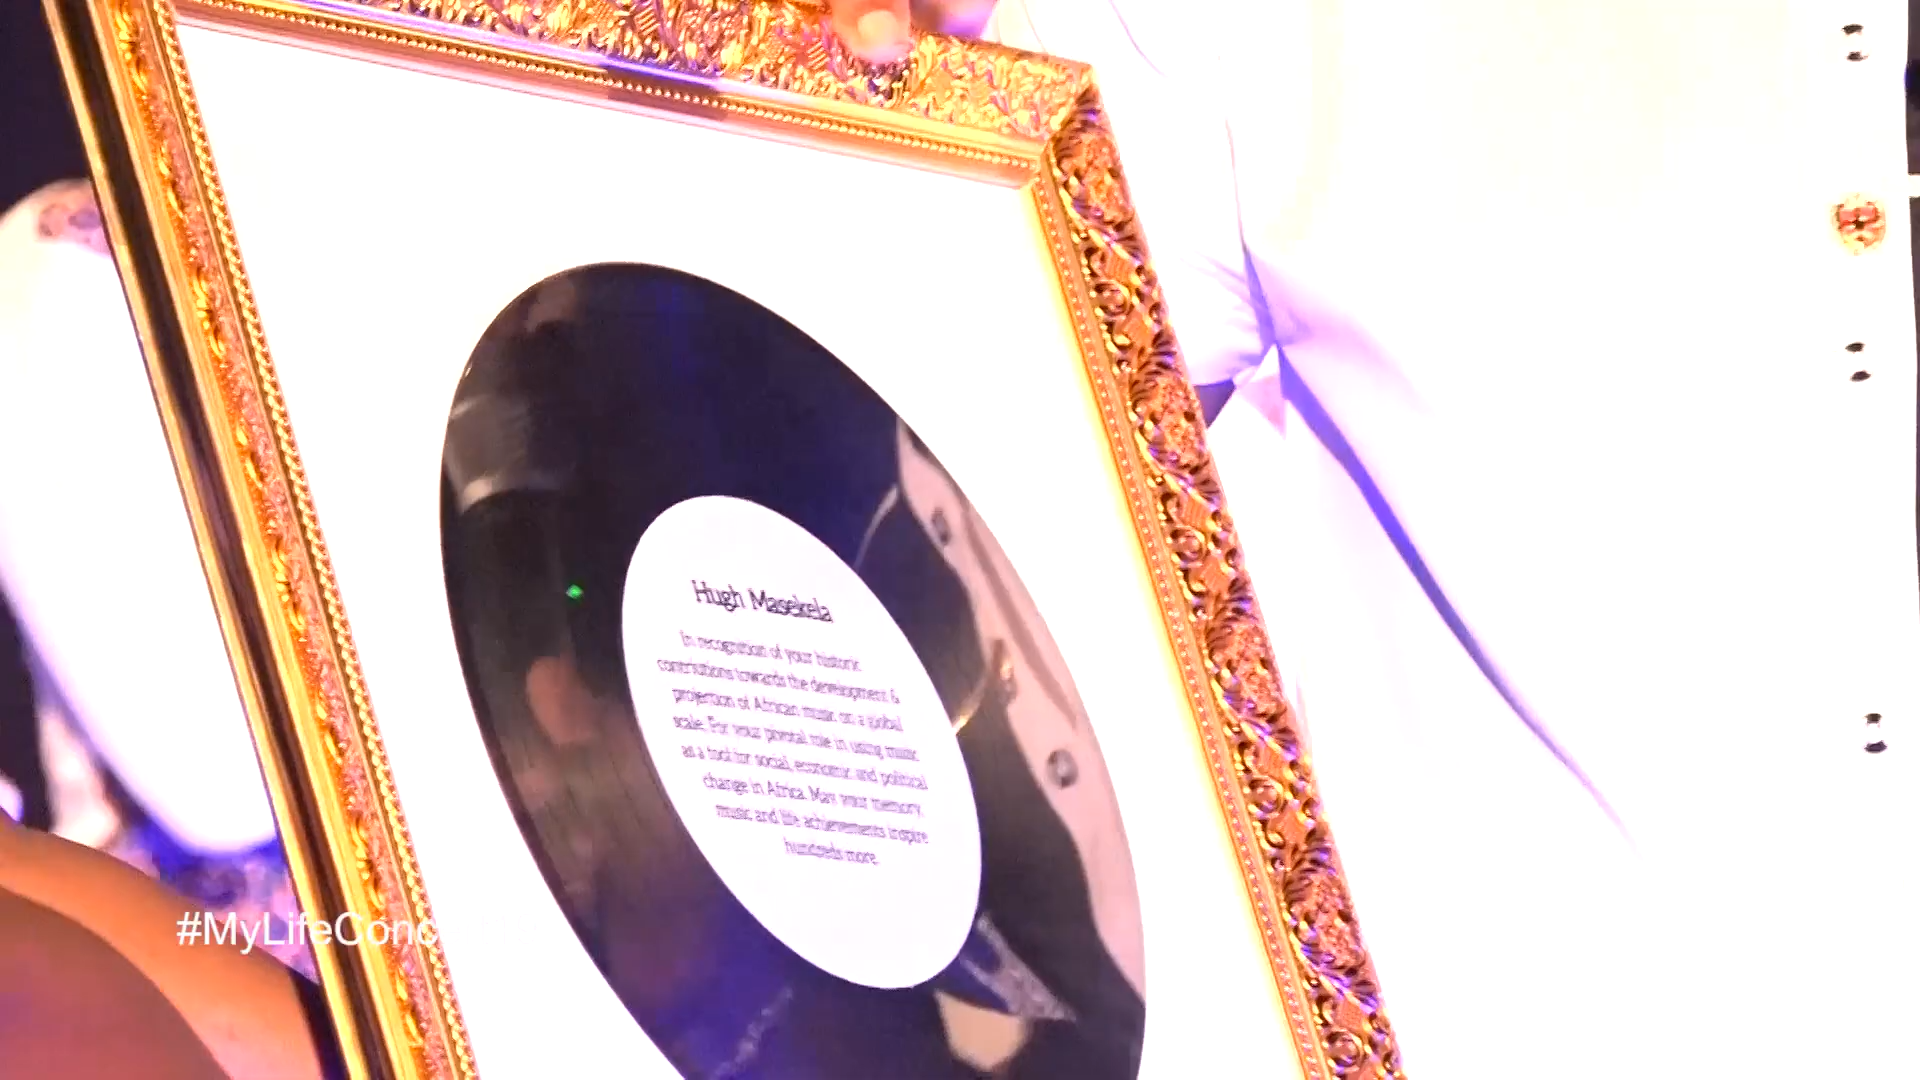 Hugh Masekela
In recognition of your historic
contritutions towards the development &
projection of African music on a global
scale. For your pivotal role in using music
as a tool for social, economic and political
change in Africa. May your memory,
music and life achievements inspire
hundreds more.
#MyLifeConc